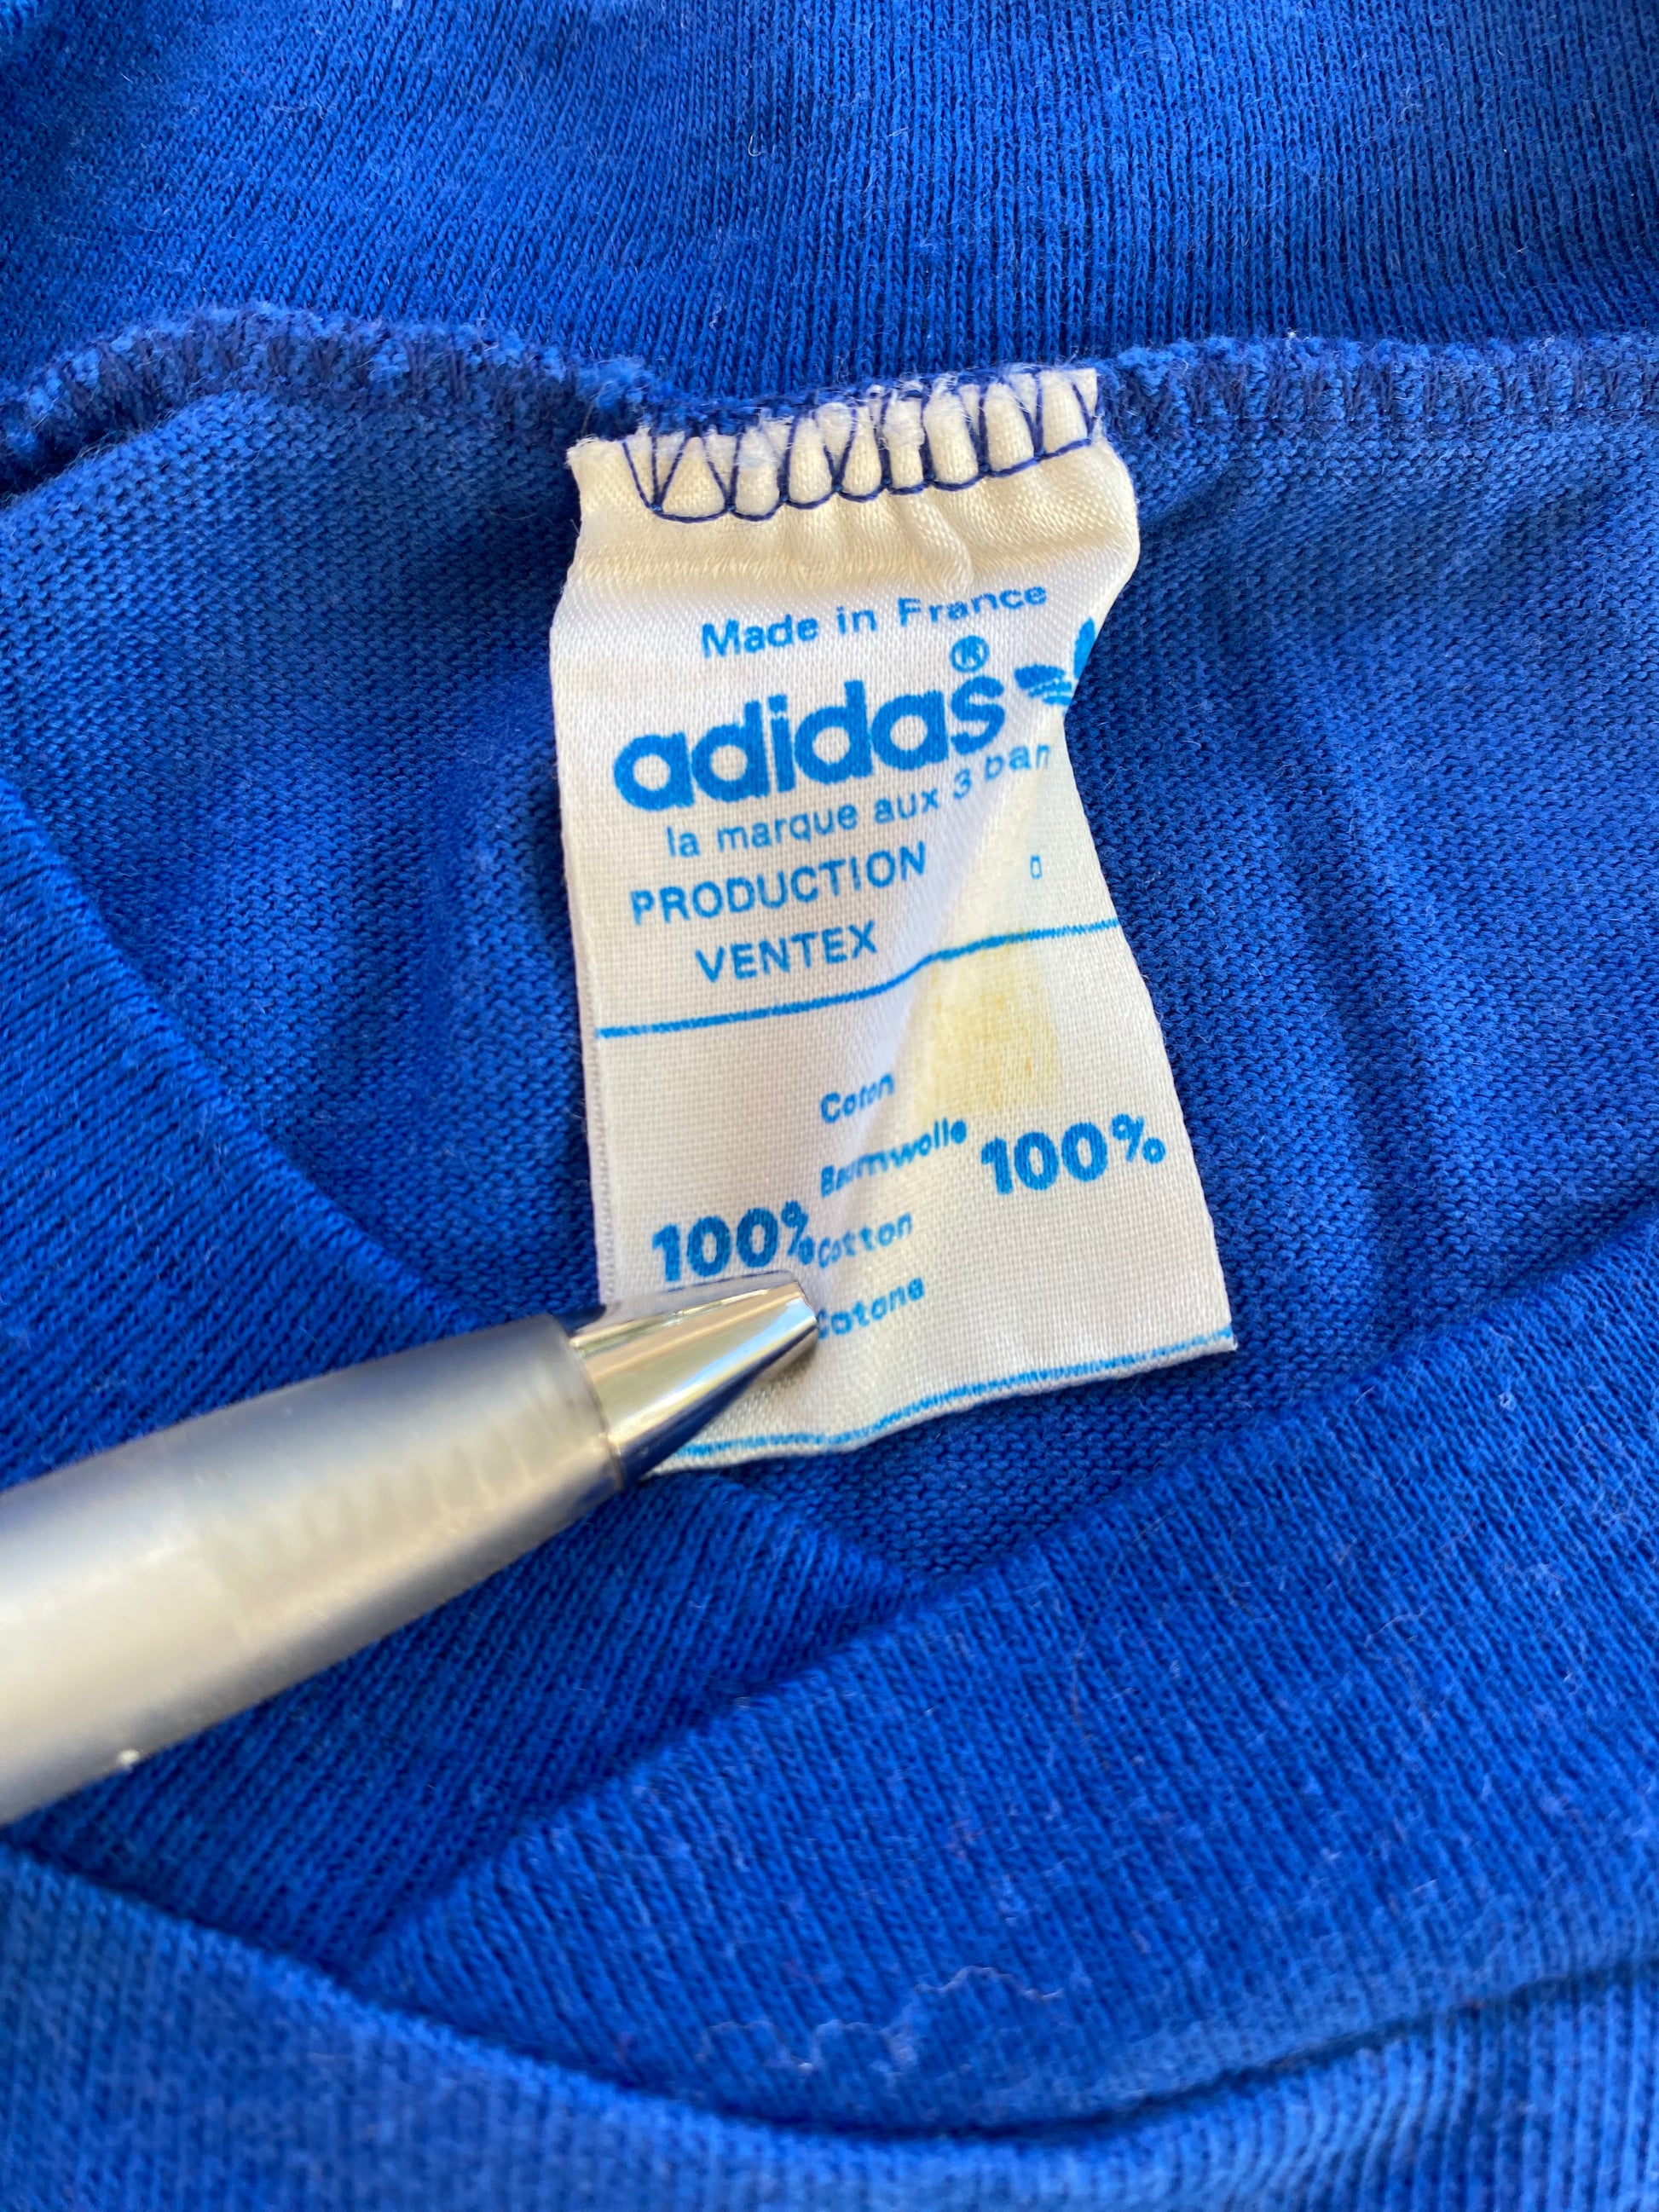 Made in France
adidas®
la marque aux 3 ban
PRODUCTION
VENTEX
Coton
Baumwolle 100%
100% Cotton
Cotone